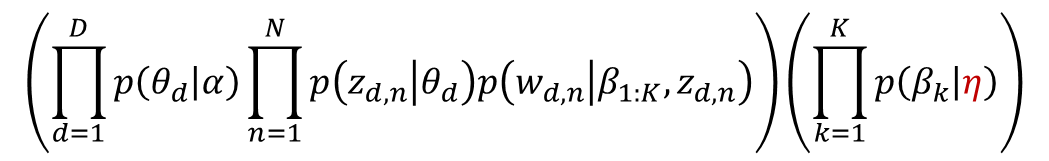 (∏_{d=1}^{D} p(θ_d|α) ∏_{n=1}^{N} p(z_{d,n}|θ_d)p(w_{d,n}|β_{1:K}, z_{d,n})) (∏_{k=1}^{K} p(β_k|η))